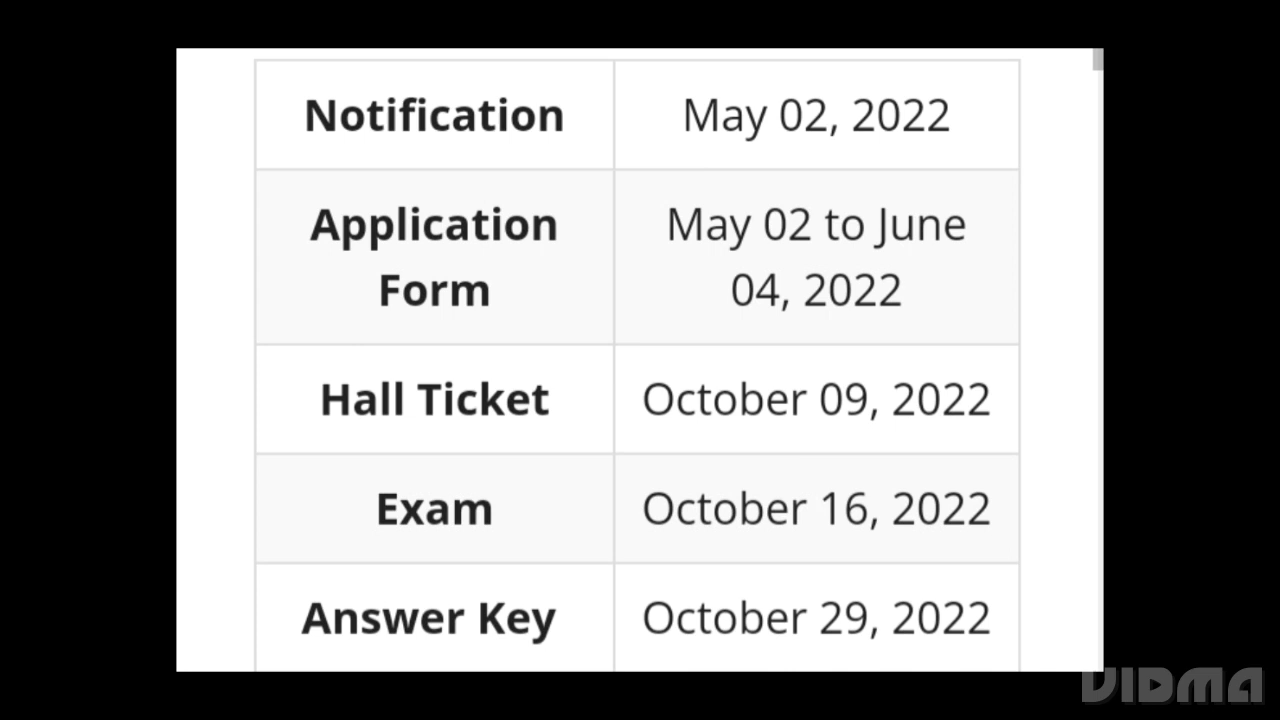 Notification May 02, 2022
Application Form May 02 to June
04, 2022
Hall Ticket October 09, 2022
Exam October 16, 2022
Answer Key October 29, 2022
VIDMA